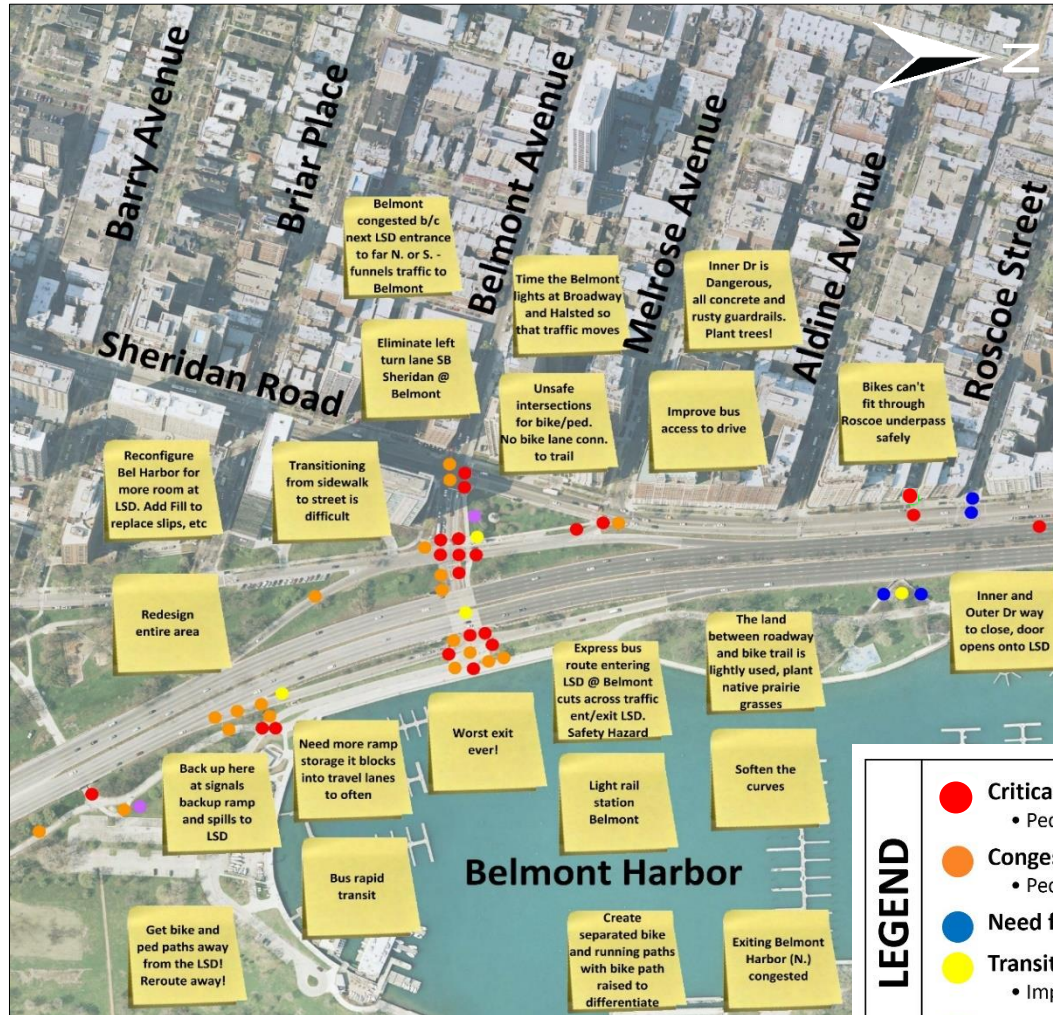 N
Barry Avenue
Briar Place
Belmont Avenue
Melrose Avenue
Aldine Avenue
Roscoe Street
Sheridan Road
Belmont
congested b/c
next LSD entrance
to far N. or S. -
funnels traffic to
Belmont
Time the Belmont
lights at Broadway
and Halsted so
that traffic moves
Inner Dr is
Dangerous,
all concrete and
rusty guardrails.
Plant trees!
Eliminate left
turn lane SB
Sheridan @
Belmont
Unsafe
intersections
for bike/ped.
No bike lane conn.
to trail
Improve bus
access to drive
Bikes can't
fit through
Roscoe underpass
safely
Reconfigure
Bel Harbor for
more room at
LSD. Add Fill to
replace slips, etc
Transitioning
from sidewalk
to street is
difficult
Redesign
entire area
Inner and
Outer Dr way
to close, door
opens onto LSD
The land
between roadway
and bike trail is
lightly used, plant
native prairie
grasses
Express bus
route entering
LSD @ Belmont
cuts across traffic
ent/exit LSD.
Safety Hazard
Worst exit
ever!
Need more ramp
storage it blocks
into travel lanes
to often
Back up here
at signals
backup ramp
and spills to
LSD
Light rail
station
Belmont
Soften the
curves
Bus rapid
transit
Belmont Harbor
Get bike and
ped paths away
from the LSD!
Reroute away!
Create
separated bike
and running paths
with bike path
raised to
differentiate
Exiting Belmont
Harbor (N.)
congested
LEGEND
Critica
• Ped
Conges
• Ped
Need f
Transit
• Imp